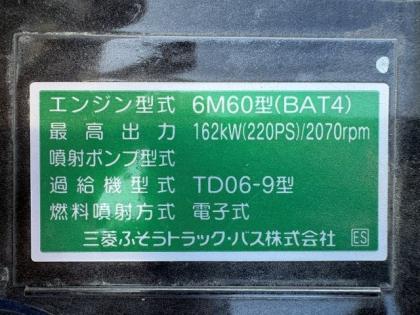 エンジン型式 6M60型(BAT4)
最高出力 162kW(220PS)/2070rpm
噴射ポンプ型式
過給機型式 TD06-9型
燃料噴射方式 電子式
三菱ふそうトラック・バス株式会社 ES